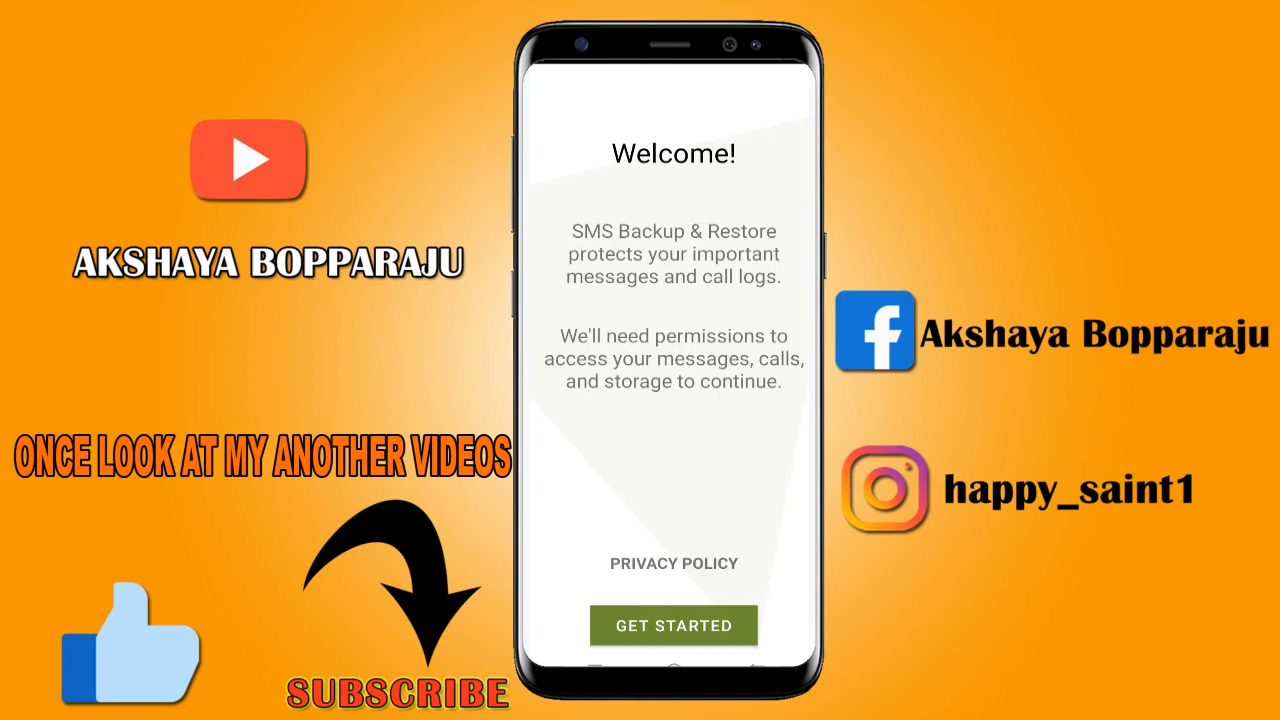 AKSHAYA BOPPARAJU
ONCE LOOK AT MY ANOTHER VIDEOS
SUBSCRIBE
Welcome!
SMS Backup & Restore
protects your important
messages and call logs.
We'll need permissions to
access your messages, calls,
and storage to continue.
PRIVACY POLICY
GET STARTED
Akshaya Bopparaju
happy_saint1